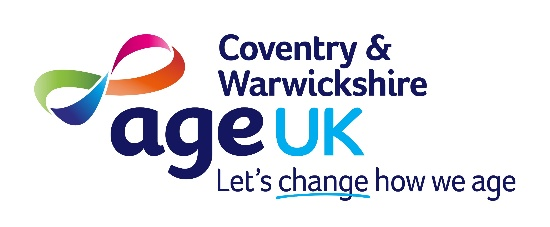 Coventry &
Warwickshire
age UK
Let's change how we age